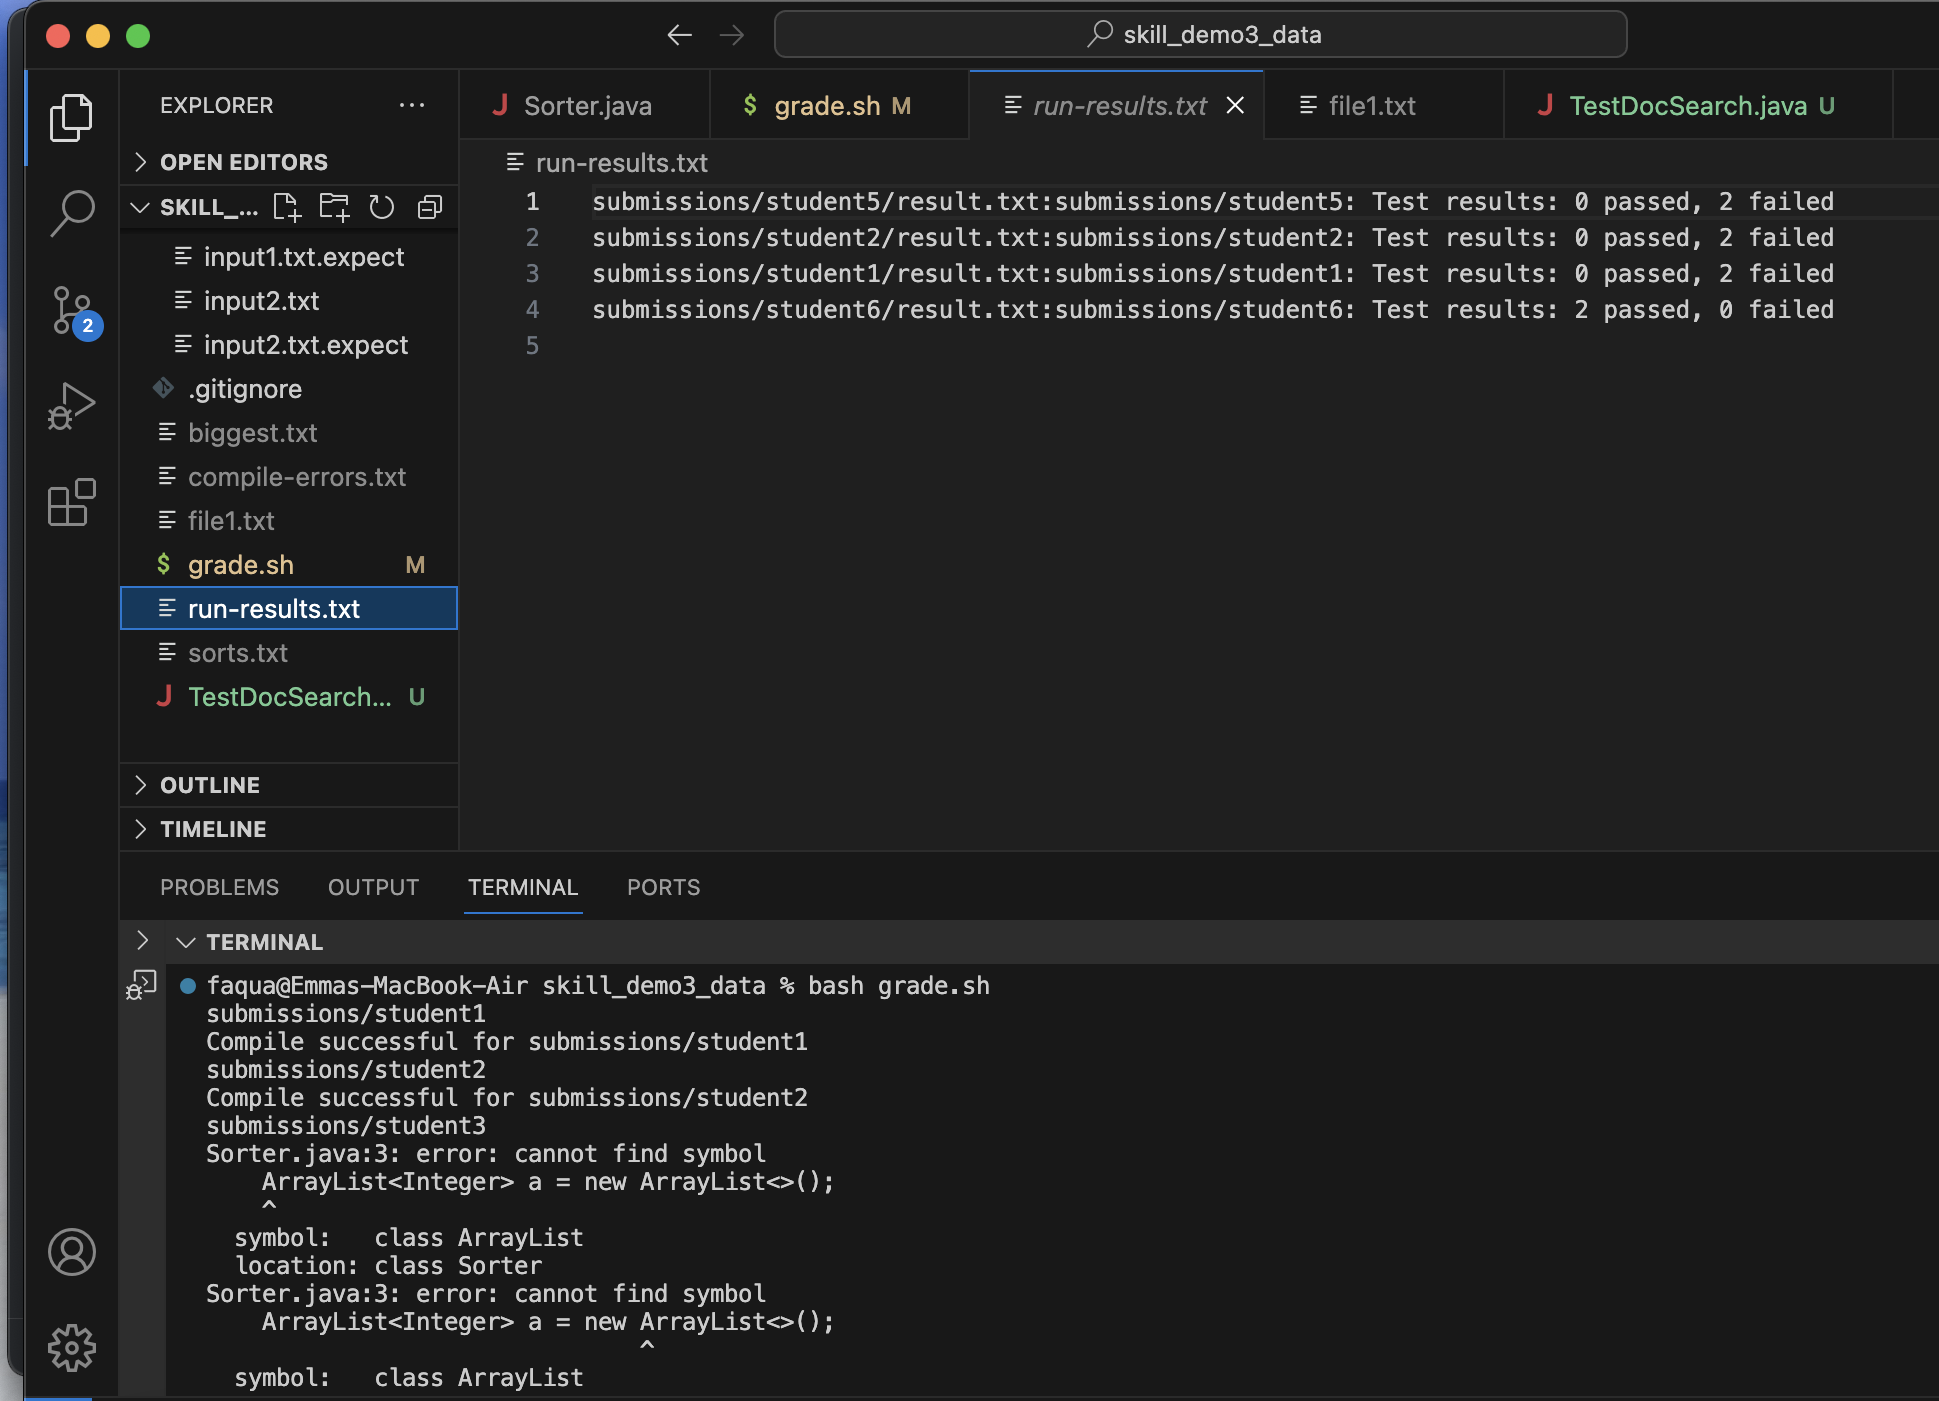 skill_demo3_data
EXPLORER
OPEN EDITORS
SKILL_...
input1.txt.expect
input2.txt
input2.txt.expect
.gitignore
biggest.txt
compile-errors.txt
file1.txt
grade.sh M
run-results.txt
sorts.txt
TestDocSearch... U
OUTLINE
TIMELINE
2
Sorter.java
grade.sh M
run-results.txt
file1.txt
TestDocSearch.java U
run-results.txt
1 submissions/student5/result.txt:submissions/student5: Test results: 0 passed, 2 failed
2 submissions/student2/result.txt:submissions/student2: Test results: 0 passed, 2 failed
3 submissions/student1/result.txt:submissions/student1: Test results: 0 passed, 2 failed
4 submissions/student6/result.txt:submissions/student6: Test results: 2 passed, 0 failed
5
PROBLEMS OUTPUT TERMINAL PORTS
TERMINAL
faqua@Emmas-MacBook-Air skill_demo3_data % bash grade.sh
submissions/student1
Compile successful for submissions/student1
submissions/student2
Compile successful for submissions/student2
submissions/student3
Sorter.java:3: error: cannot find symbol
    ArrayList<Integer> a = new ArrayList<>();
    ^
  symbol:   class ArrayList
  location: class Sorter
Sorter.java:3: error: cannot find symbol
    ArrayList<Integer> a = new ArrayList<>();
                               ^
  symbol:   class ArrayList